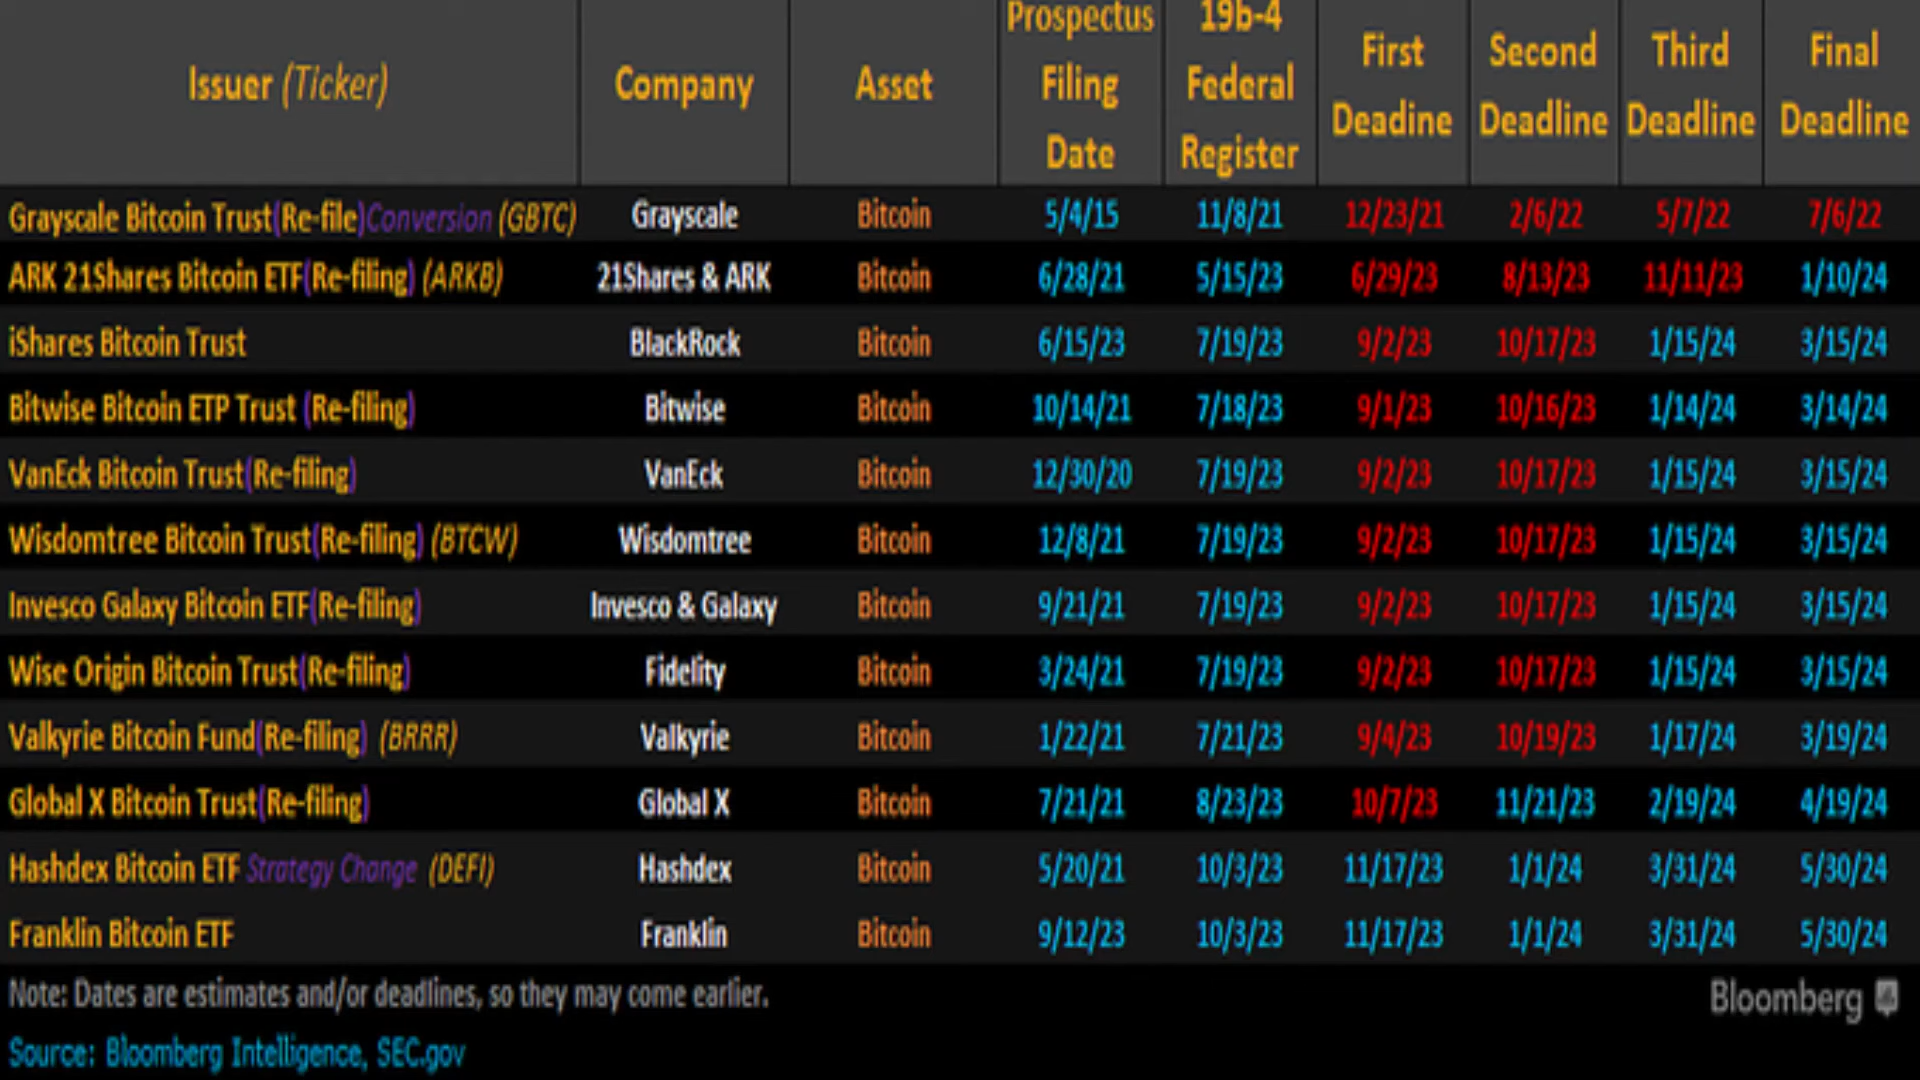 Issuer (Ticker) Company Asset Prospectus Filing Date 19b-4 Federal Register First Deadine Second Deadline Third Deadline Final Deadline
Grayscale Bitcoin Trust(Re-file)Conversion (GBTC) Grayscale Bitcoin 5/4/15 11/8/21 12/23/21 2/6/22 5/7/22 7/6/22
ARK 21Shares Bitcoin ETF(Re-filing) (ARKB) 21Shares & ARK Bitcoin 6/28/21 5/15/23 6/29/23 8/13/23 11/11/23 1/10/24
iShares Bitcoin Trust BlackRock Bitcoin 6/15/23 7/19/23 9/2/23 10/17/23 1/15/24 3/15/24
Bitwise Bitcoin ETP Trust (Re-filing) Bitwise Bitcoin 10/14/21 7/18/23 9/1/23 10/16/23 1/14/24 3/14/24
VanEck Bitcoin Trust(Re-filing) VanEck Bitcoin 12/30/20 7/19/23 9/2/23 10/17/23 1/15/24 3/15/24
Wisdomtree Bitcoin Trust(Re-filing) (BTCW) Wisdomtree Bitcoin 12/8/21 7/19/23 9/2/23 10/17/23 1/15/24 3/15/24
Invesco Galaxy Bitcoin ETF(Re-filing) Invesco & Galaxy Bitcoin 9/21/21 7/19/23 9/2/23 10/17/23 1/15/24 3/15/24
Wise Origin Bitcoin Trust(Re-filing) Fidelity Bitcoin 3/24/21 7/19/23 9/2/23 10/17/23 1/15/24 3/15/24
Valkyrie Bitcoin Fund(Re-filing) (BRRR) Valkyrie Bitcoin 1/22/21 7/21/23 9/4/23 10/19/23 1/17/24 3/19/24
Global X Bitcoin Trust(Re-filing) Global X Bitcoin 7/21/21 8/23/23 10/7/23 11/21/23 2/19/24 4/19/24
Hashdex Bitcoin ETF Strategy Change (DEFI) Hashdex Bitcoin 5/20/21 10/3/23 11/17/23 1/1/24 3/31/24 5/30/24
Franklin Bitcoin ETF Franklin Bitcoin 9/12/23 10/3/23 11/17/23 1/1/24 3/31/24 5/30/24
Note: Dates are estimates and/or deadlines, so they may come earlier.
Bloomberg
Source: Bloomberg Intelligence, SEC.gov